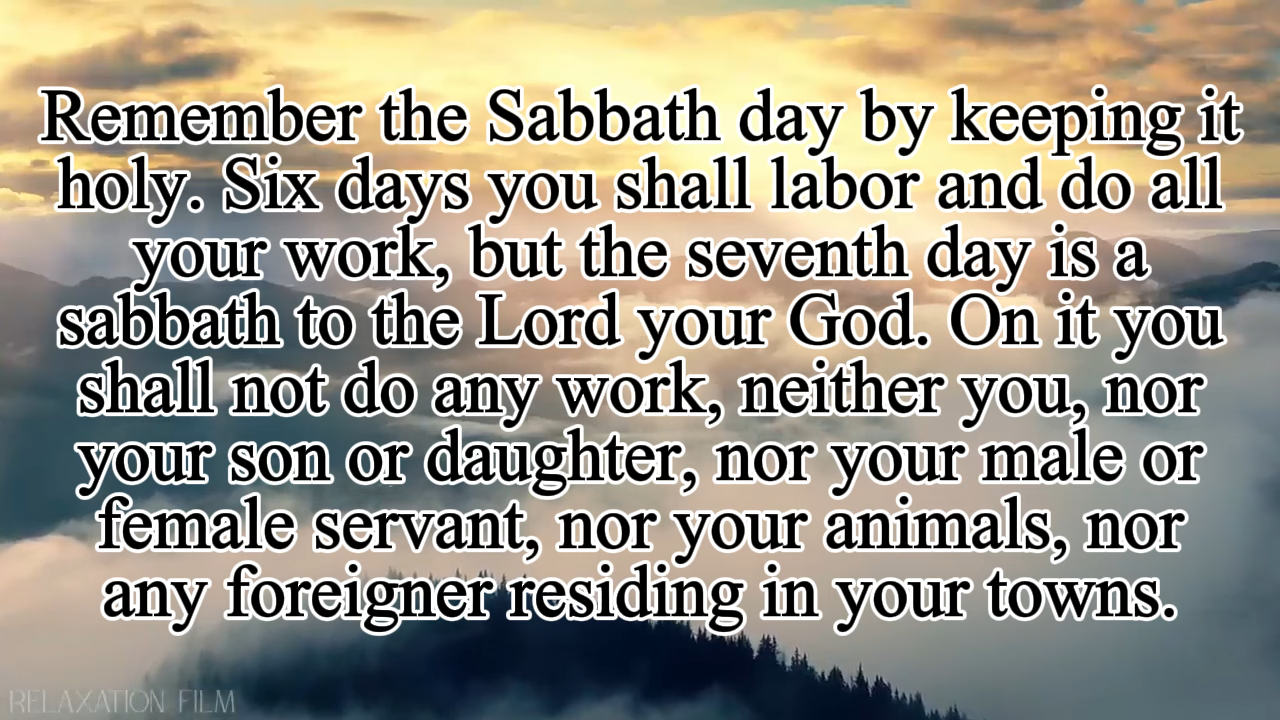 Remember the Sabbath day by keeping it
holy. Six days you shall labor and do all
your work, but the seventh day is a
sabbath to the Lord your God. On it you
shall not do any work, neither you, nor
your son or daughter, nor your male or
female servant, nor your animals, nor
any foreigner residing in your towns.
RELAXATION FILM